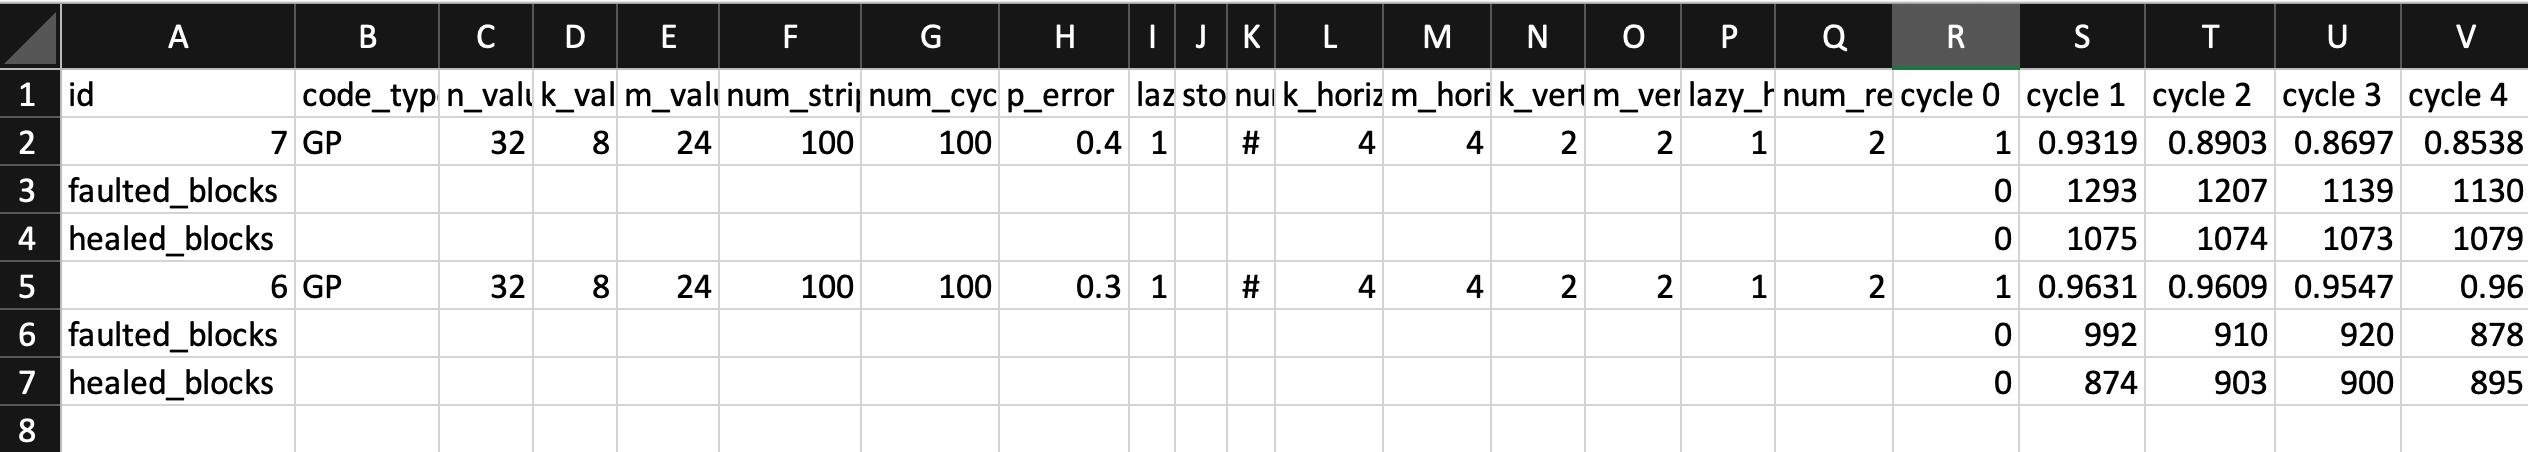 A B C D E F G H I J K L M N O P Q R S T U V
1 id code_typ n_valu k_val m_valu num_strip num_cyc p_error laz sto nu k_horiz m_hori k_vert m_ver lazy_h num_re cycle 0 cycle 1 cycle 2 cycle 3 cycle 4
2 7 GP 32 8 24 100 100 0.4 1 # 4 4 2 2 1 2 1 0.9319 0.8903 0.8697 0.8538
3 faulted_blocks 0 1293 1207 1139 1130
4 healed_blocks 0 1075 1074 1073 1079
5 6 GP 32 8 24 100 100 0.3 1 # 4 4 2 2 1 2 1 0.9631 0.9609 0.9547 0.96
6 faulted_blocks 0 992 910 920 878
7 healed_blocks 0 874 903 900 895
8